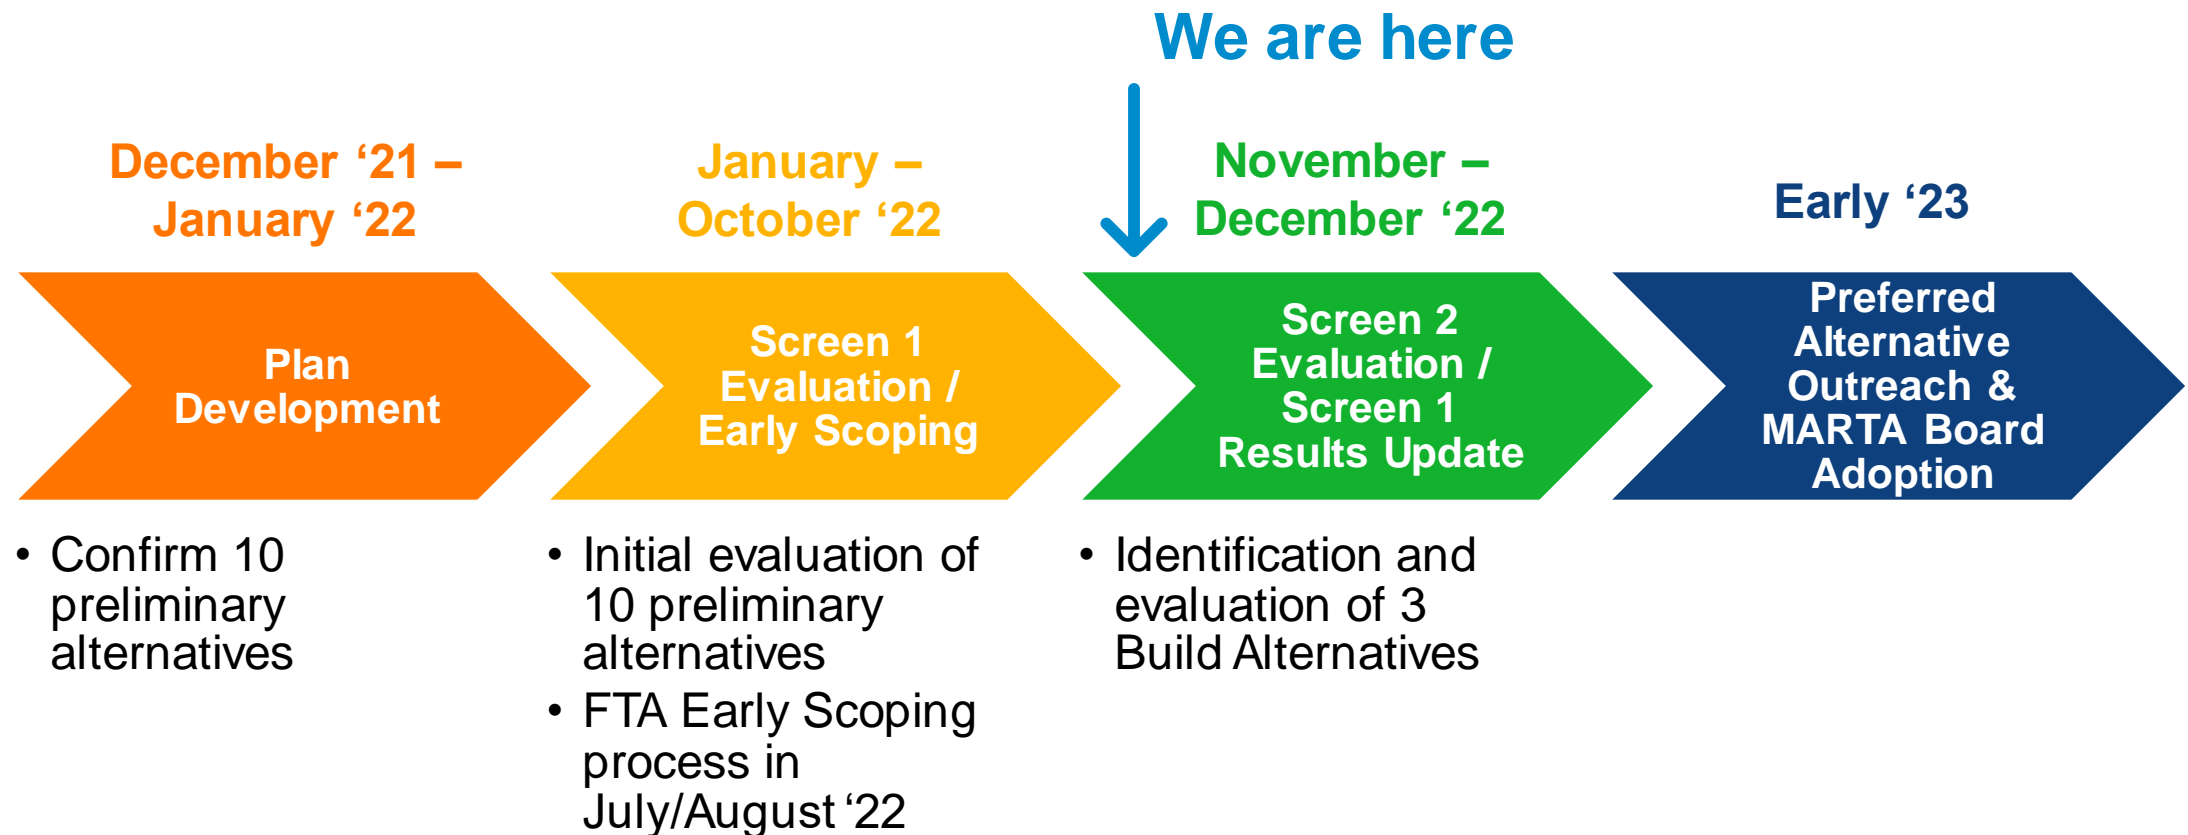 We are here
December ‘21 –
January ‘22
Plan
Development
• Confirm 10
preliminary
alternatives
January –
October ‘22
Screen 1
Evaluation /
Early Scoping
• Initial evaluation of
10 preliminary
alternatives
• FTA Early Scoping
process in
July/August ‘22
November –
December ‘22
Screen 2
Evaluation /
Screen 1
Results Update
• Identification and
evaluation of 3
Build Alternatives
Early ‘23
Preferred
Alternative
Outreach &
MARTA Board
Adoption